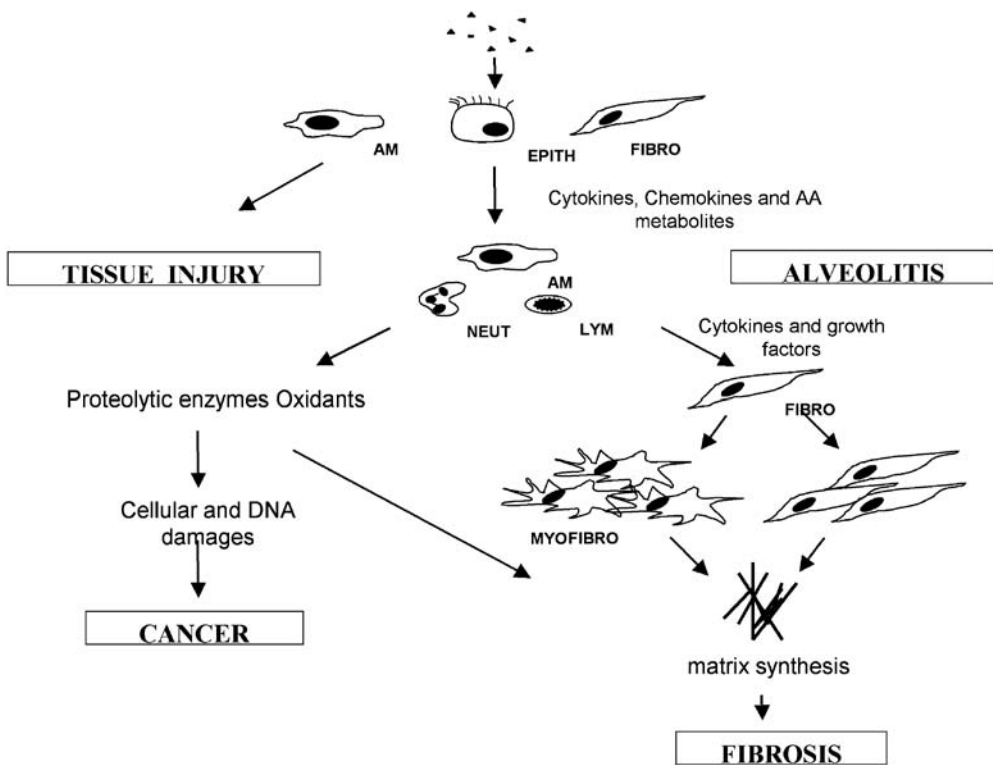 AM
EPITH
FIBRO
Cytokines, Chemokines and AA
metabolites
TISSUE INJURY
ALVEOLITIS
AM
NEUT
LYM
Cytokines and growth
factors
FIBRO
Proteolytic enzymes Oxidants
Cellular and DNA
damages
MYOFIBRO
CANCER
matrix synthesis
FIBROSIS